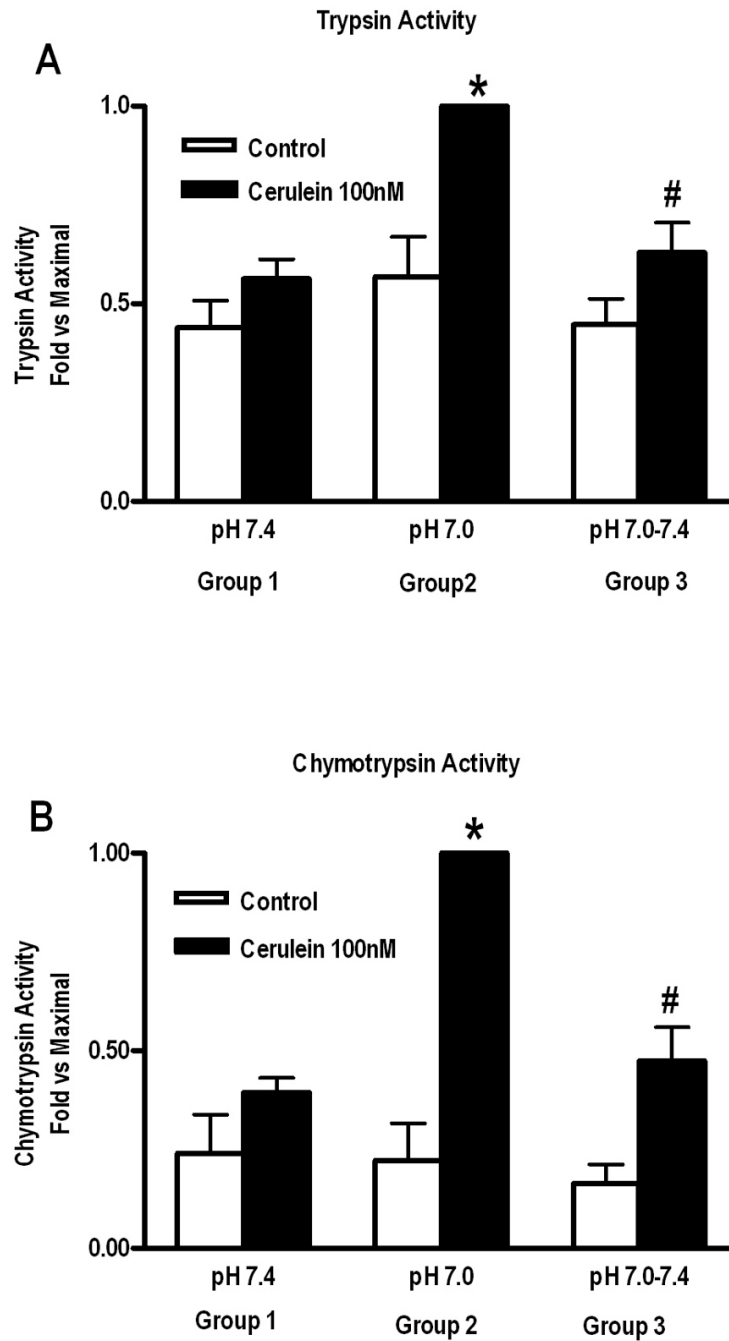 Trypsin Activity
A
1.0
*
Control
Cerulein 100nM
#
Trypsin Activity
Fold vs Maximal
0.5
0.0
pH 7.4 pH 7.0 pH 7.0-7.4
Group 1 Group2 Group 3
Chymotrypsin Activity
B
*
1.00
Control
Cerulein 100nM
#
Chymotrypsin Activity
Fold vs Maximal
0.50
0.00
pH 7.4 pH 7.0 pH 7.0-7.4
Group 1 Group 2 Group 3